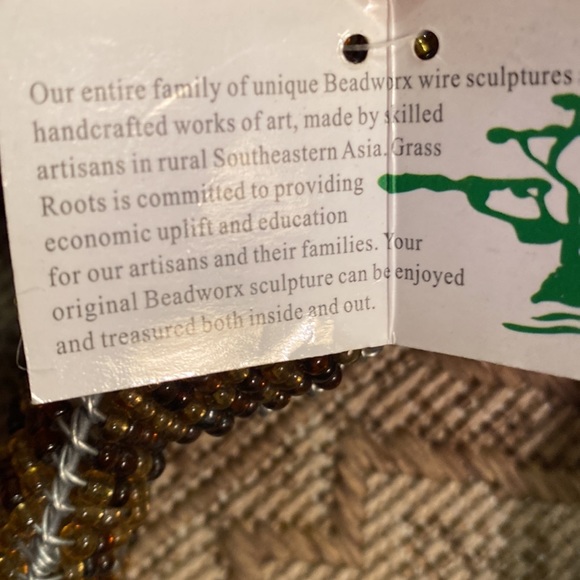 Our entire family of unique Beadworx wire sculptures
handcrafted works of art, made by skilled
artisans in rural Southeastern Asia. Grass
Roots is committed to providing
economic uplift and education
for our artisans and their families. Your
original Beadworx sculpture can be enjoyed
and treasured both inside and out.